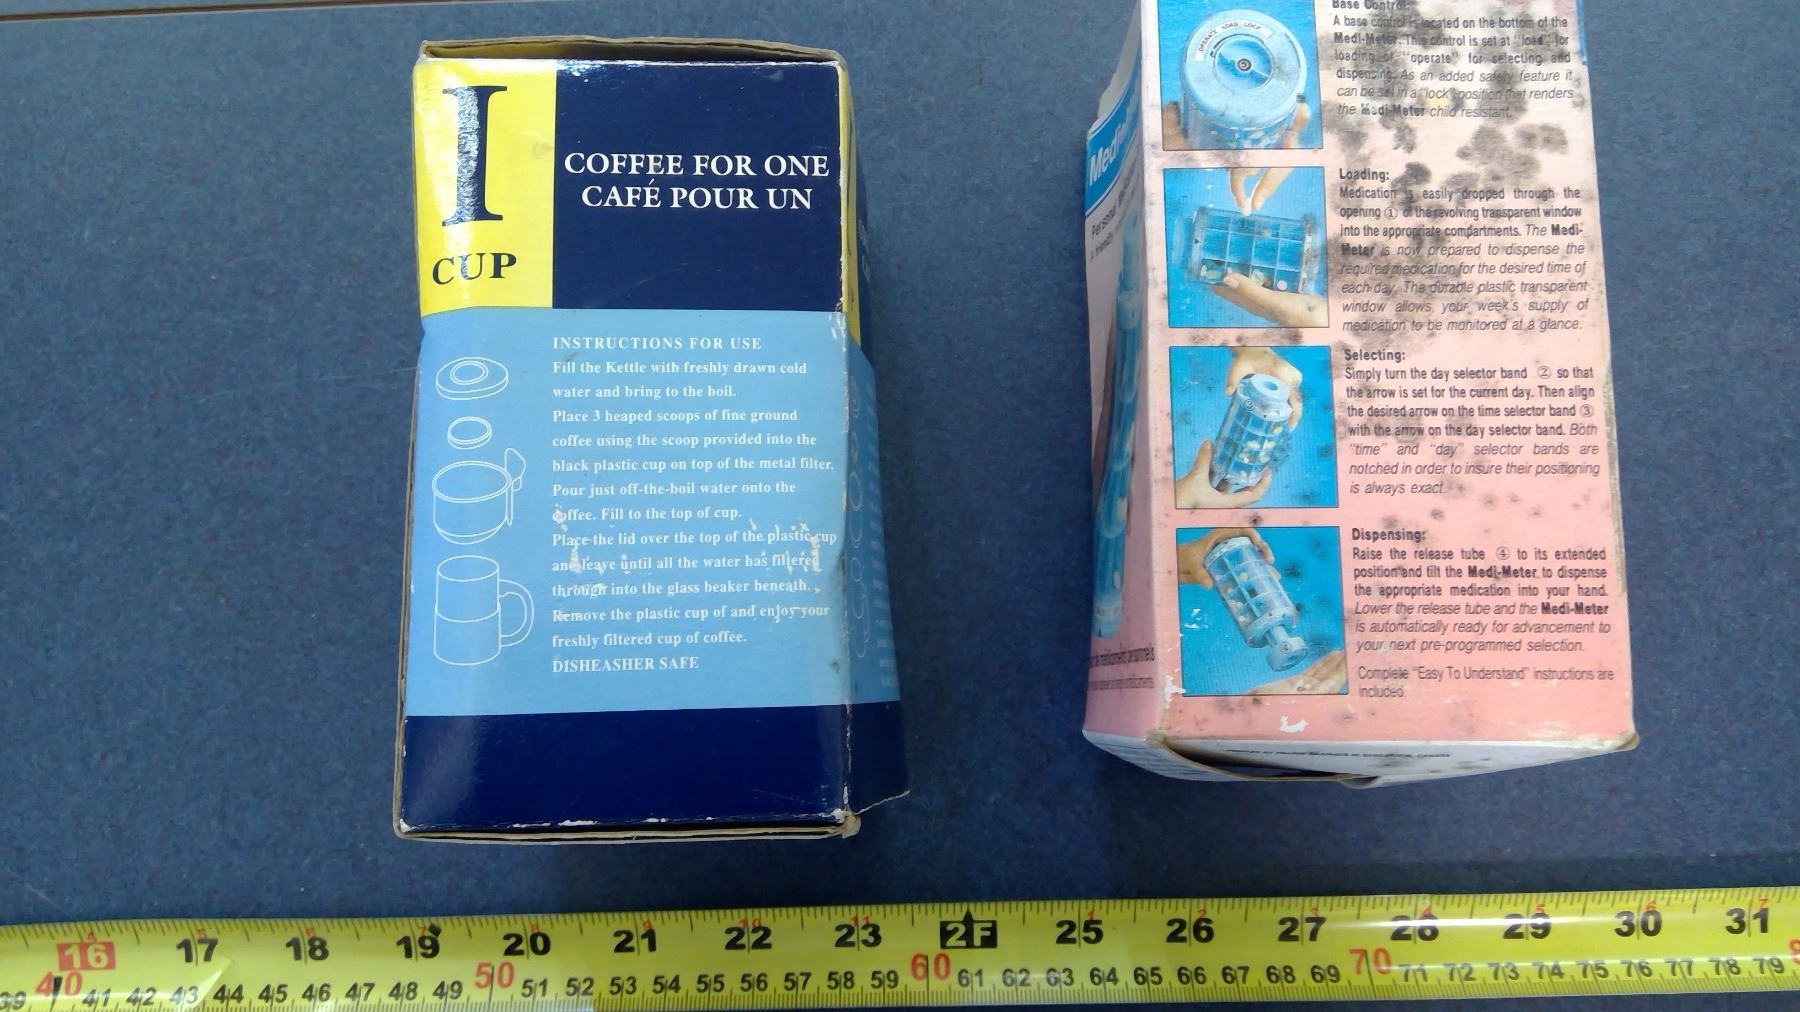 I
CUP
COFFEE FOR ONE
CAFÉ POUR UN
INSTRUCTIONS FOR USE
Fill the Kettle with freshly drawn cold
water and bring to the boil.
Place 3 heaped scoops of fine ground
coffee using the scoop provided into the
black plastic cup on top of the metal filter.
Pour just off-the-boil water onto the
coffee. Fill to the top of cup.
Place the lid over the top of the plastic cup
and leave until all the water has filtered
through into the glass beaker beneath.
Remove the plastic cup of and enjoy your
freshly filtered cup of coffee.
DISHEASHER SAFE
Medi-
Personal
OPERATE LOAD LOCK
Base Control:
A base control is located on the bottom of the
Medi-Meter. This control is set at "load" for
loading or "operate" for selecting and
dispensing. As an added safety feature it
can be set in a "lock" position that renders
the Medi-Meter child resistant.
Loading:
Medication is easily dropped through the
opening ① of the revolving transparent window
into the appropriate compartments. The Medi-
Meter is now prepared to dispense the
required medication for the desired time of
each day. The durable plastic transparent
window allows your week's supply of
medication to be monitored at a glance.
Selecting:
Simply turn the day selector band ② so that
the arrow is set for the current day. Then align
the desired arrow on the time selector band ③
with the arrow on the day selector band. Both
"time" and "day" selector bands are
notched in order to insure their positioning
is always exact.
Dispensing:
Raise the release tube ④ to its extended
position and tilt the Medi-Meter to dispense
the appropriate medication into your hand.
Lower the release tube and the Medi-Meter
is automatically ready for advancement to
your next pre-programmed selection.
Complete "Easy To Understand" instructions are
included.
16 17 18 19 20 21 22 23 2F 25 26 27 28 29 30 31
39 40 41 42 43 44 45 46 47 48 49 50 51 52 53 54 55 56 57 58 59 60 61 62 63 64 65 66 67 68 69 70 71 72 73 74 75 76 77 78 79